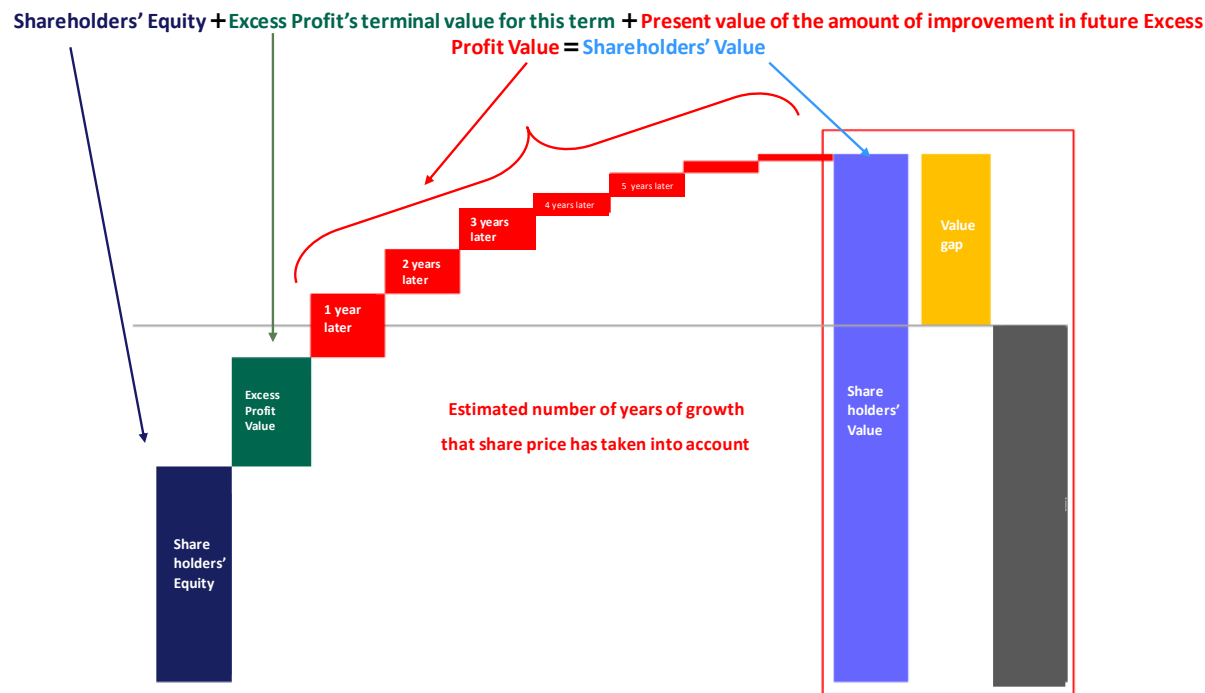 Shareholders' Equity + Excess Profit's terminal value for this term + Present value of the amount of improvement in future Excess
Profit Value = Shareholders' Value
5 years later
4 years later
3 years
later
2 years
later
1 year
later
Value
gap
Excess
Profit
Value
Share
holders'
Value
Estimated number of years of growth
that share price has taken into account
Share
holders'
Equity